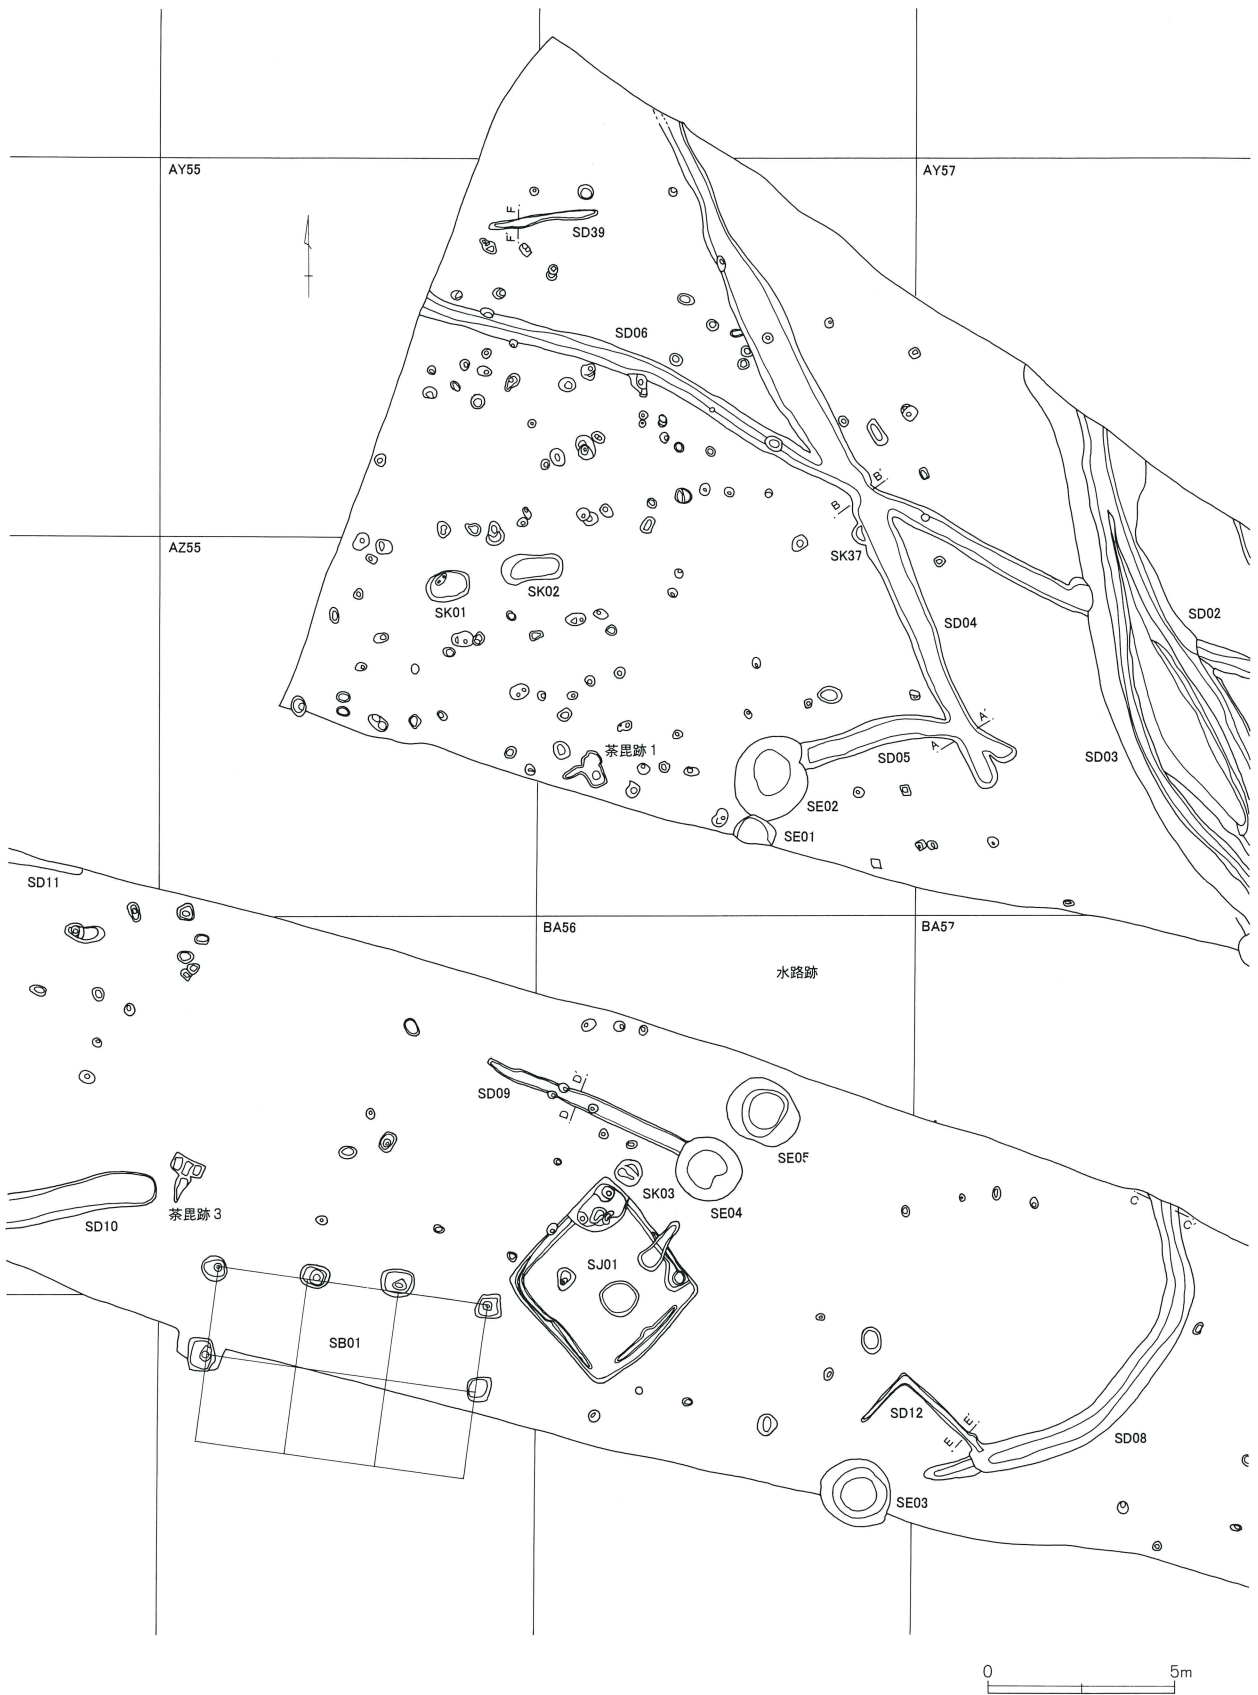 AY55
AY57
F F'
SD39
SD06
B B'
AZ55
SK37
SK01
SK02
SD04
SD02
A A'
茶毘跡1
SD05
SD03
SE02
SE01
SD11
BA56
BA57
水路跡
SD09
D D'
SE05
SK03
SE04
C C'
SD10
茶毘跡3
SJ01
SB01
SD12
E E'
SD08
SE03
0 5m